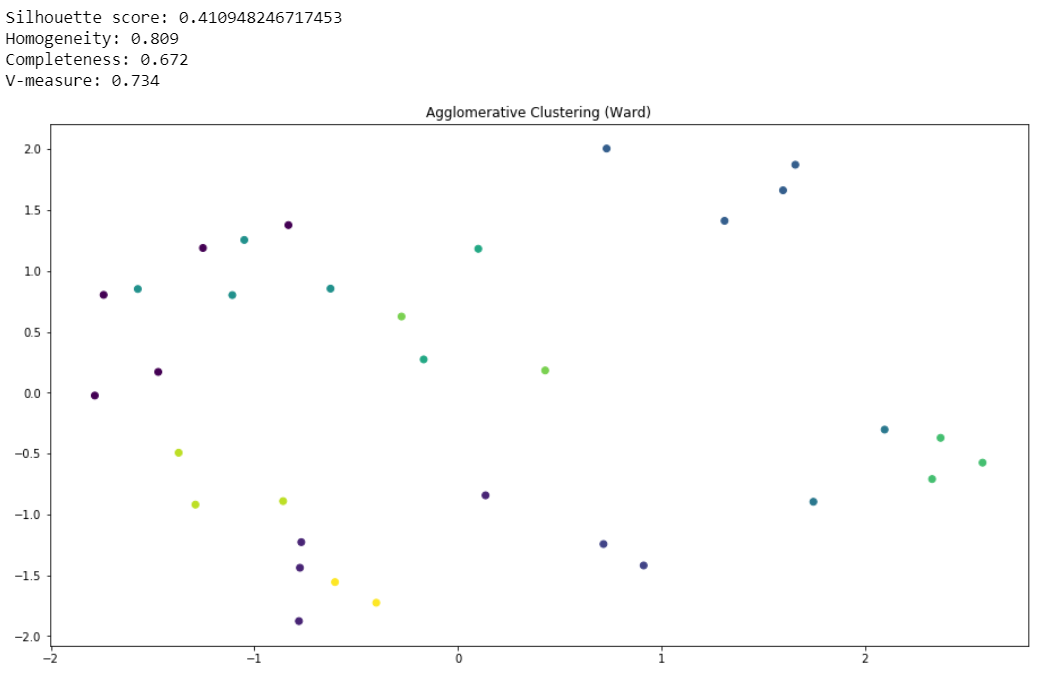 Silhouette score: 0.410948246717453
Homogeneity: 0.809
Completeness: 0.672
V-measure: 0.734
Agglomerative Clustering (Ward)
2.0
1.5
1.0
0.5
0.0
−0.5
−1.0
−1.5
−2.0
−2 −1 0 1 2